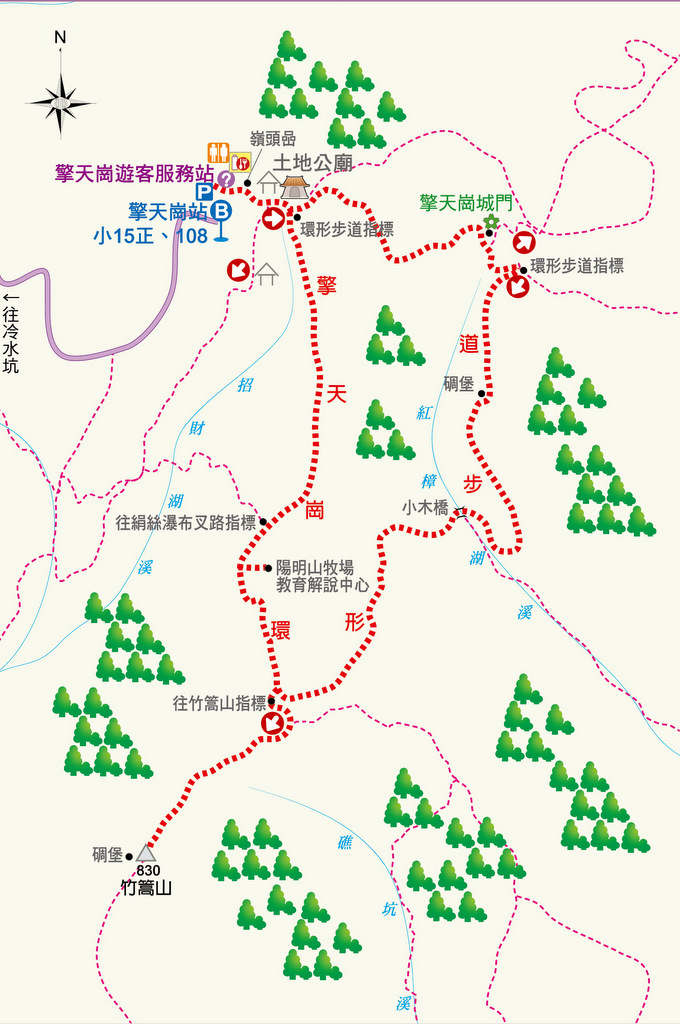 N
嶺頭嵒
土地公廟
擎天崗遊客服務站
?
P
擎天崗站
B
小15正、108
環形步道指標
擎天崗城門
環形步道指標
←往冷水坑
擎天崗環形步道
碉堡
招財湖溪
紅樟湖溪
小木橋
往絹絲瀑布叉路指標
陽明山牧場
教育解說中心
往竹篙山指標
碉堡
830
竹篙山
礁坑溪